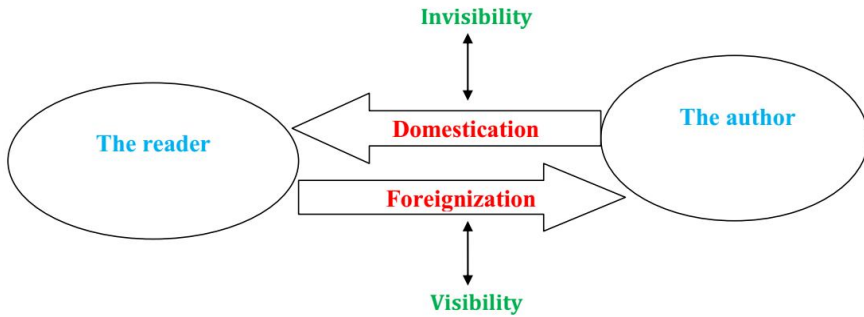 Invisibility
The author
Domestication
The reader
Foreignization
Visibility